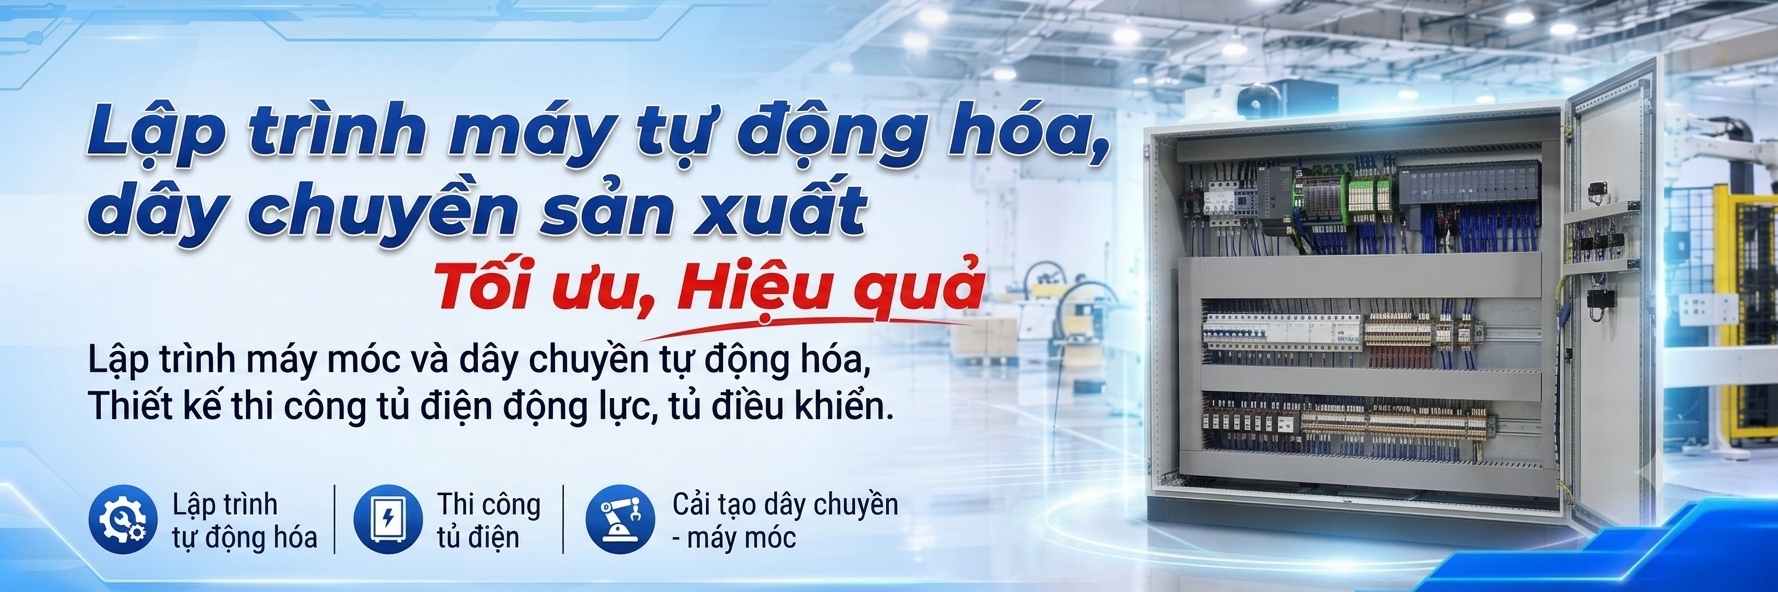 Lập trình máy tự động hóa,
dây chuyền sản xuất
Tối ưu, Hiệu quả
Lập trình máy móc và dây chuyền tự động hóa,
Thiết kế thi công tủ điện động lực, tủ điều khiển.
Lập trình
tự động hóa
Thi công
tủ điện
Cải tạo dây chuyền
- máy móc